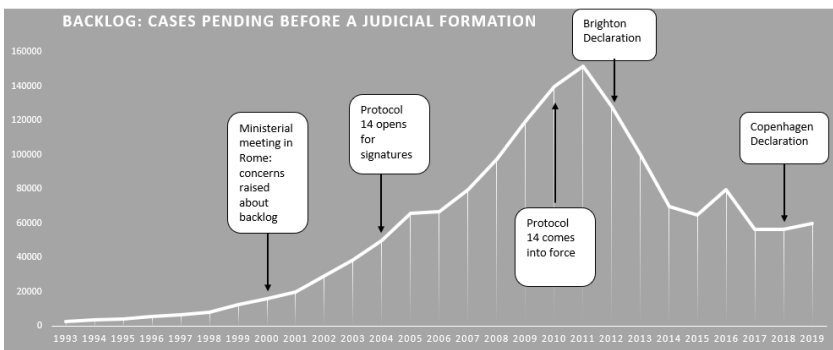 BACKLOG: CASES PENDING BEFORE A JUDICIAL FORMATION
Brighton
Declaration
160000
140000
120000
100000
80000
60000
40000
20000
0
Ministerial
meeting in
Rome:
concerns
raised
about
backlog
Protocol
14 opens
for
signatures
Protocol
14 comes
into force
Copenhagen
Declaration
1993 1994 1995 1996 1997 1998 1999 2000 2001 2002 2003 2004 2005 2006 2007 2008 2009 2010 2011 2012 2013 2014 2015 2016 2017 2018 2019